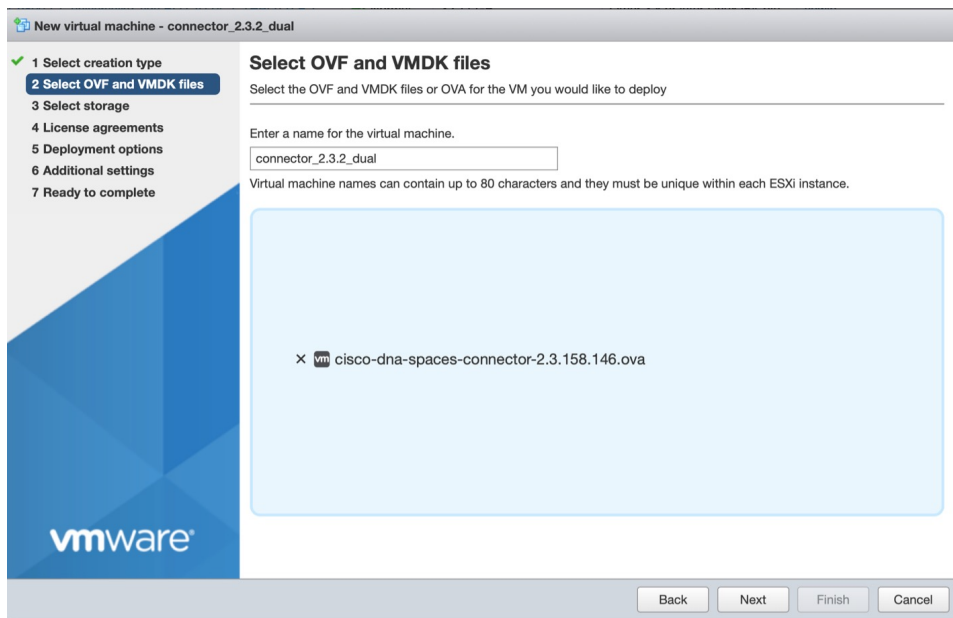 New virtual machine - connector_2.3.2_dual
1 Select creation type
2 Select OVF and VMDK files
3 Select storage
4 License agreements
5 Deployment options
6 Additional settings
7 Ready to complete
vmware®
Select OVF and VMDK files
Select the OVF and VMDK files or OVA for the VM you would like to deploy
Enter a name for the virtual machine.
connector_2.3.2_dual
Virtual machine names can contain up to 80 characters and they must be unique within each ESXi instance.
vm cisco-dna-spaces-connector-2.3.158.146.ova
Back Next Finish Cancel